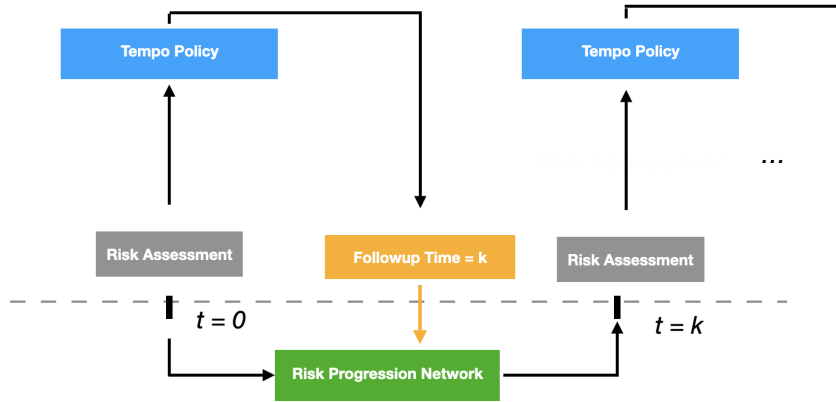 Tempo Policy
Tempo Policy
...
Risk Assessment
Followup Time = k
Risk Assessment
t = 0
t = k
Risk Progression Network